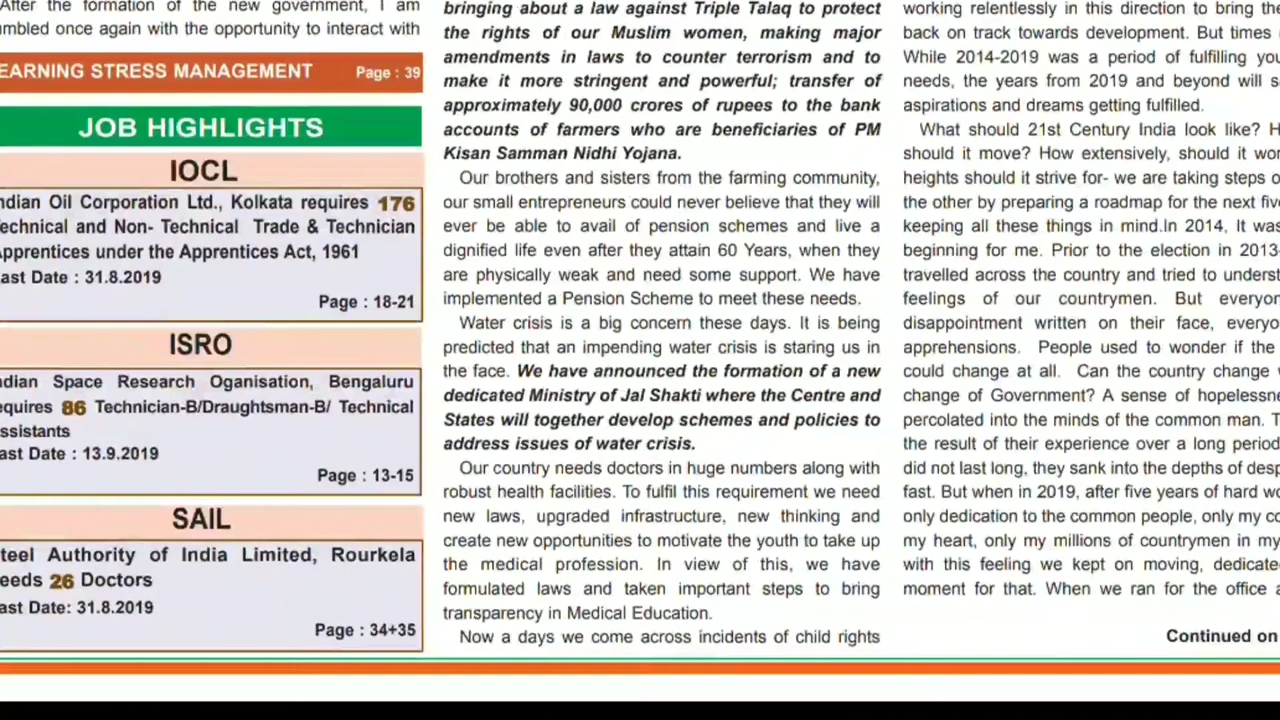 After the formation of the new government, I am
mbled once again with the opportunity to interact with
EARNING STRESS MANAGEMENT Page : 39
JOB HIGHLIGHTS
IOCL
ndian Oil Corporation Ltd., Kolkata requires 176
echnical and Non- Technical Trade & Technician
pprentices under the Apprentices Act, 1961
ast Date : 31.8.2019
Page : 18-21
ISRO
ndian Space Research Oganisation, Bengaluru
equires 86 Technician-B/Draughtsman-B/ Technical
ssistants
ast Date : 13.9.2019
Page : 13-15
SAIL
teel Authority of India Limited, Rourkela
eeds 26 Doctors
ast Date: 31.8.2019
Page : 34+35
bringing about a law against Triple Talaq to protect
the rights of our Muslim women, making major
amendments in laws to counter terrorism and to
make it more stringent and powerful; transfer of
approximately 90,000 crores of rupees to the bank
accounts of farmers who are beneficiaries of PM
Kisan Samman Nidhi Yojana.
Our brothers and sisters from the farming community,
our small entrepreneurs could never believe that they will
ever be able to avail of pension schemes and live a
dignified life even after they attain 60 Years, when they
are physically weak and need some support. We have
implemented a Pension Scheme to meet these needs.
Water crisis is a big concern these days. It is being
predicted that an impending water crisis is staring us in
the face. We have announced the formation of a new
dedicated Ministry of Jal Shakti where the Centre and
States will together develop schemes and policies to
address issues of water crisis.
Our country needs doctors in huge numbers along with
robust health facilities. To fulfil this requirement we need
new laws, upgraded infrastructure, new thinking and
create new opportunities to motivate the youth to take up
the medical profession. In view of this, we have
formulated laws and taken important steps to bring
transparency in Medical Education.
Now a days we come across incidents of child rights
working relentlessly in this direction to bring the
back on track towards development. But times
While 2014-2019 was a period of fulfilling you
needs, the years from 2019 and beyond will s
aspirations and dreams getting fulfilled.
What should 21st Century India look like? H
should it move? How extensively, should it wor
heights should it strive for- we are taking steps o
the other by preparing a roadmap for the next five
keeping all these things in mind.In 2014, It was
beginning for me. Prior to the election in 2013-
travelled across the country and tried to underst
feelings of our countrymen. But everyon
disappointment written on their face, everyo
apprehensions. People used to wonder if the
could change at all. Can the country change
change of Government? A sense of hopelessne
percolated into the minds of the common man. T
the result of their experience over a long period
did not last long, they sank into the depths of desp
fast. But when in 2019, after five years of hard wo
only dedication to the common people, only my co
my heart, only my millions of countrymen in my
with this feeling we kept on moving, dedicate
moment for that. When we ran for the office a
Continued on